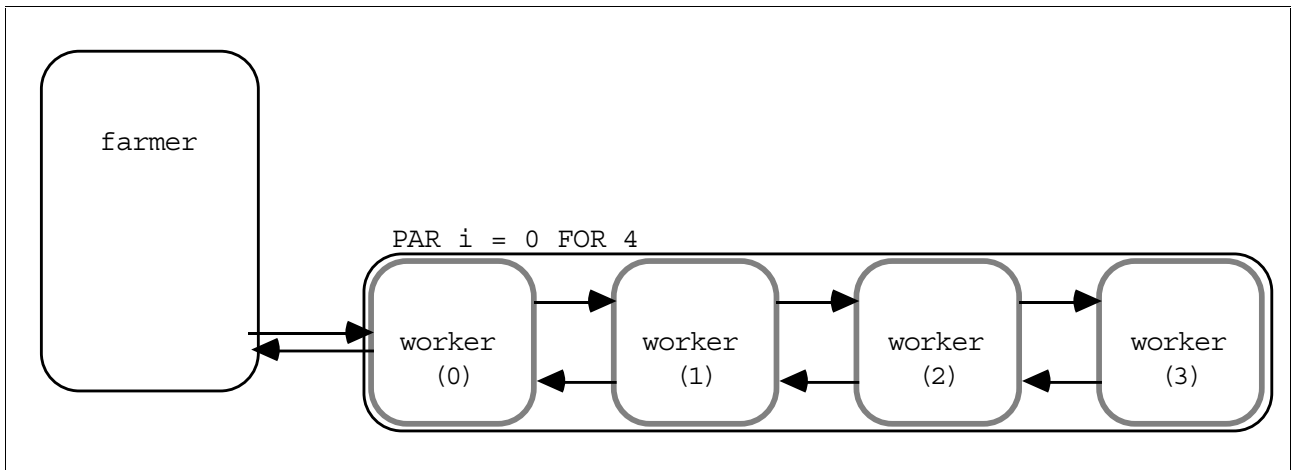 farmer
PAR i = 0 FOR 4
worker
(0)
worker
(1)
worker
(2)
worker
(3)